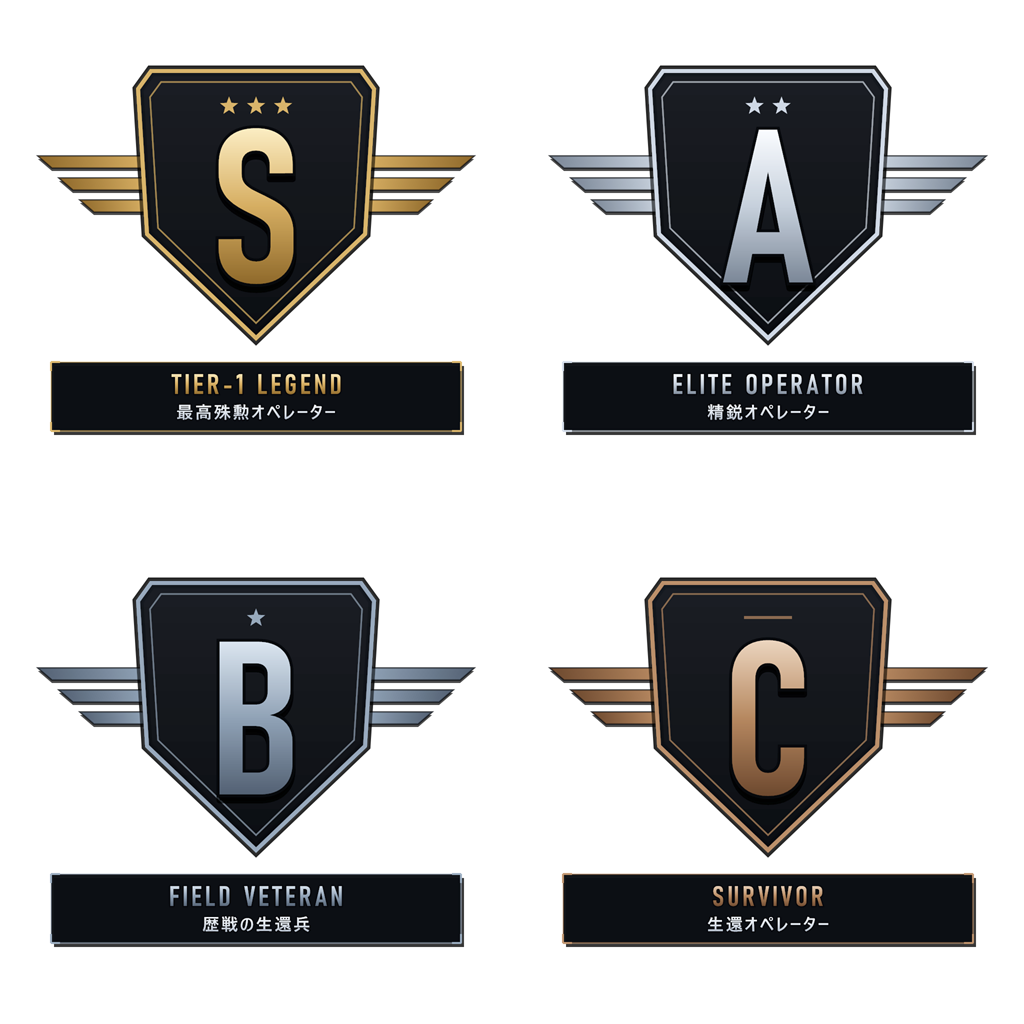 S
TIER-1 LEGEND
最高殊勲オペレーター
A
ELITE OPERATOR
精鋭オペレーター
B
FIELD VETERAN
歴戦の生還兵
C
SURVIVOR
生還オペレーター